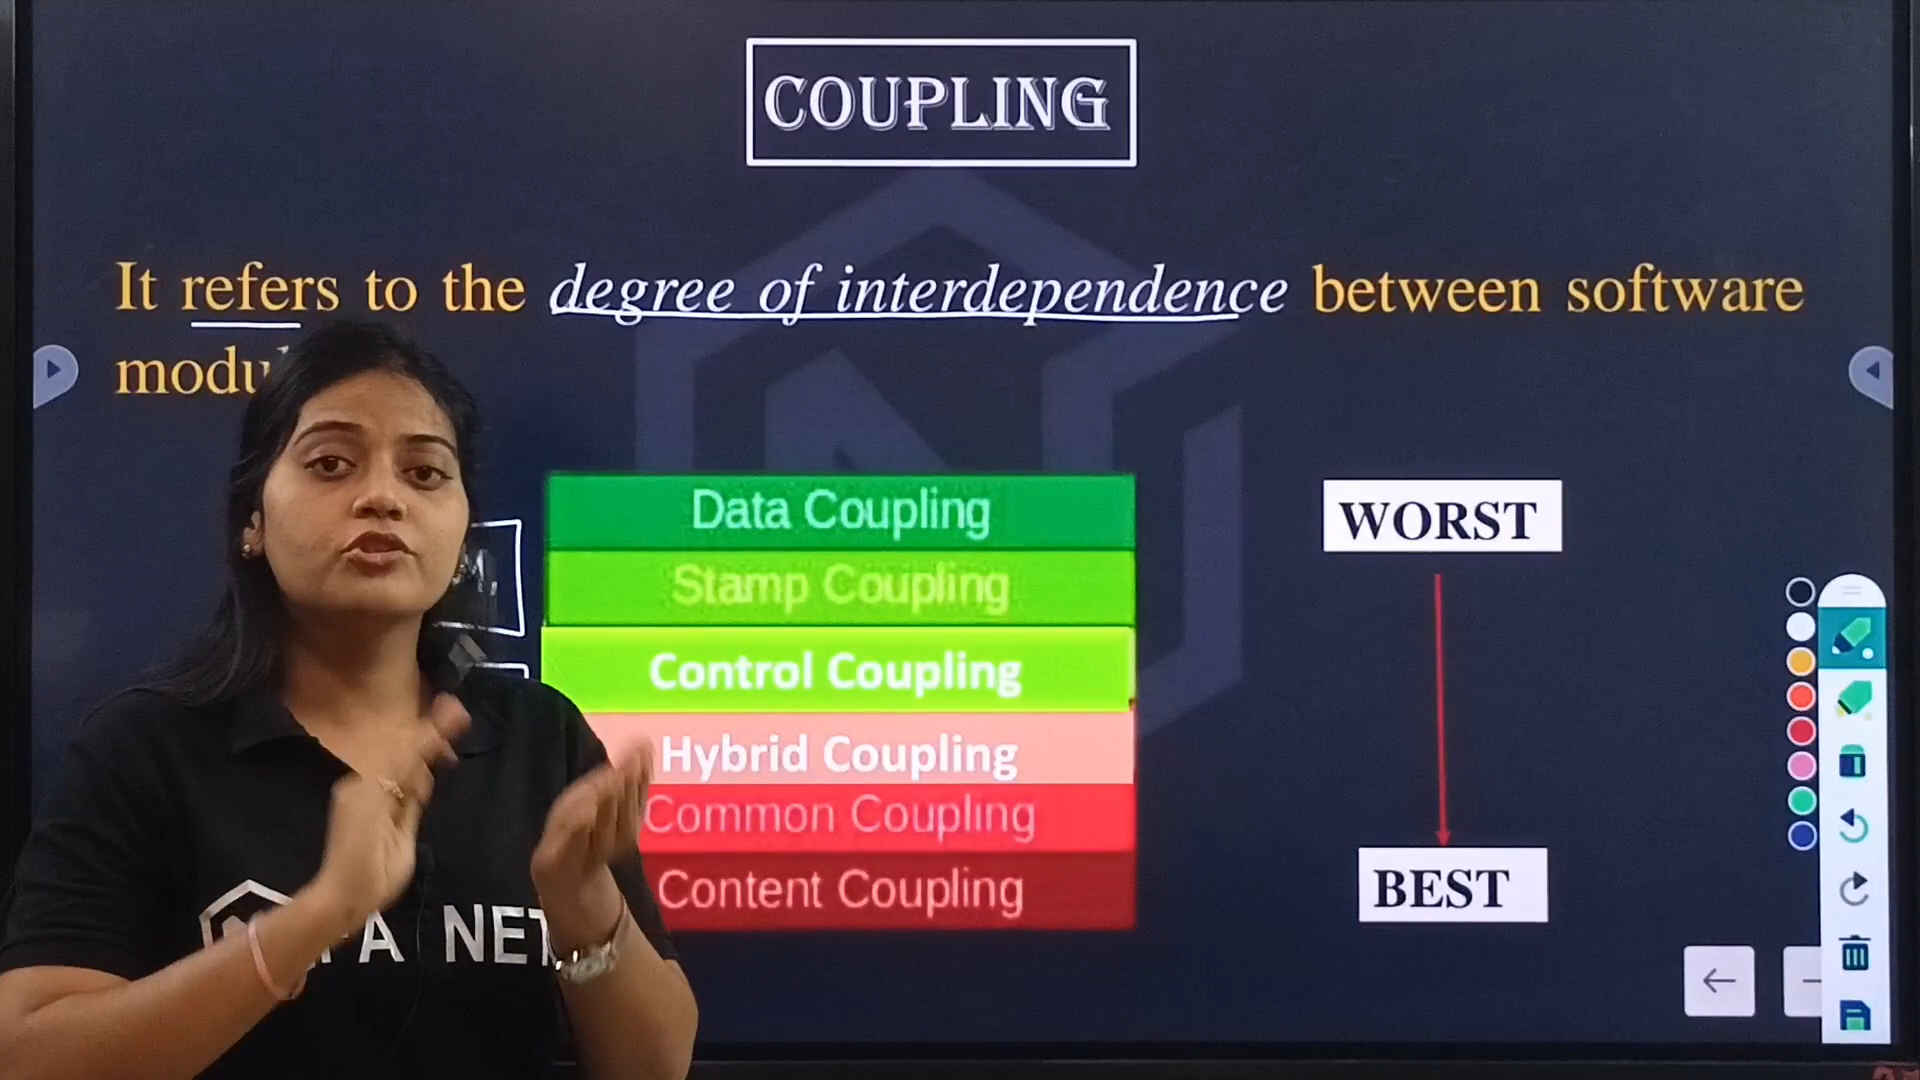 COUPLING
It refers to the degree of interdependence between software
Data Coupling
WORST
Stamp Coupling
Control Coupling
Hybrid Coupling
Common Coupling
Content Coupling
BEST
NET